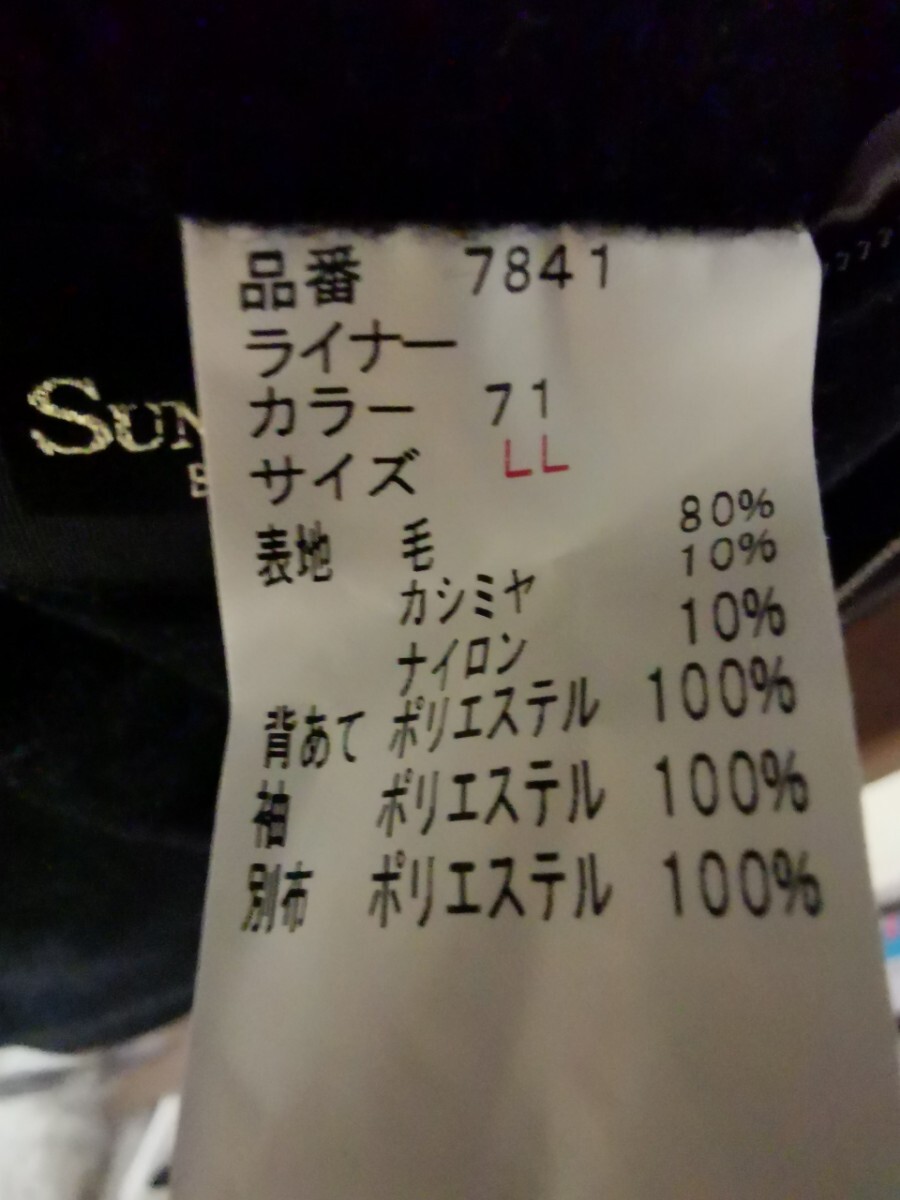 品番 7841
ライナー
カラー 71
サイズ LL
表地 毛 80%
カシミヤ 10%
ナイロン 10%
背あて ポリエステル 100%
袖 ポリエステル 100%
別布 ポリエステル 100%
SUN